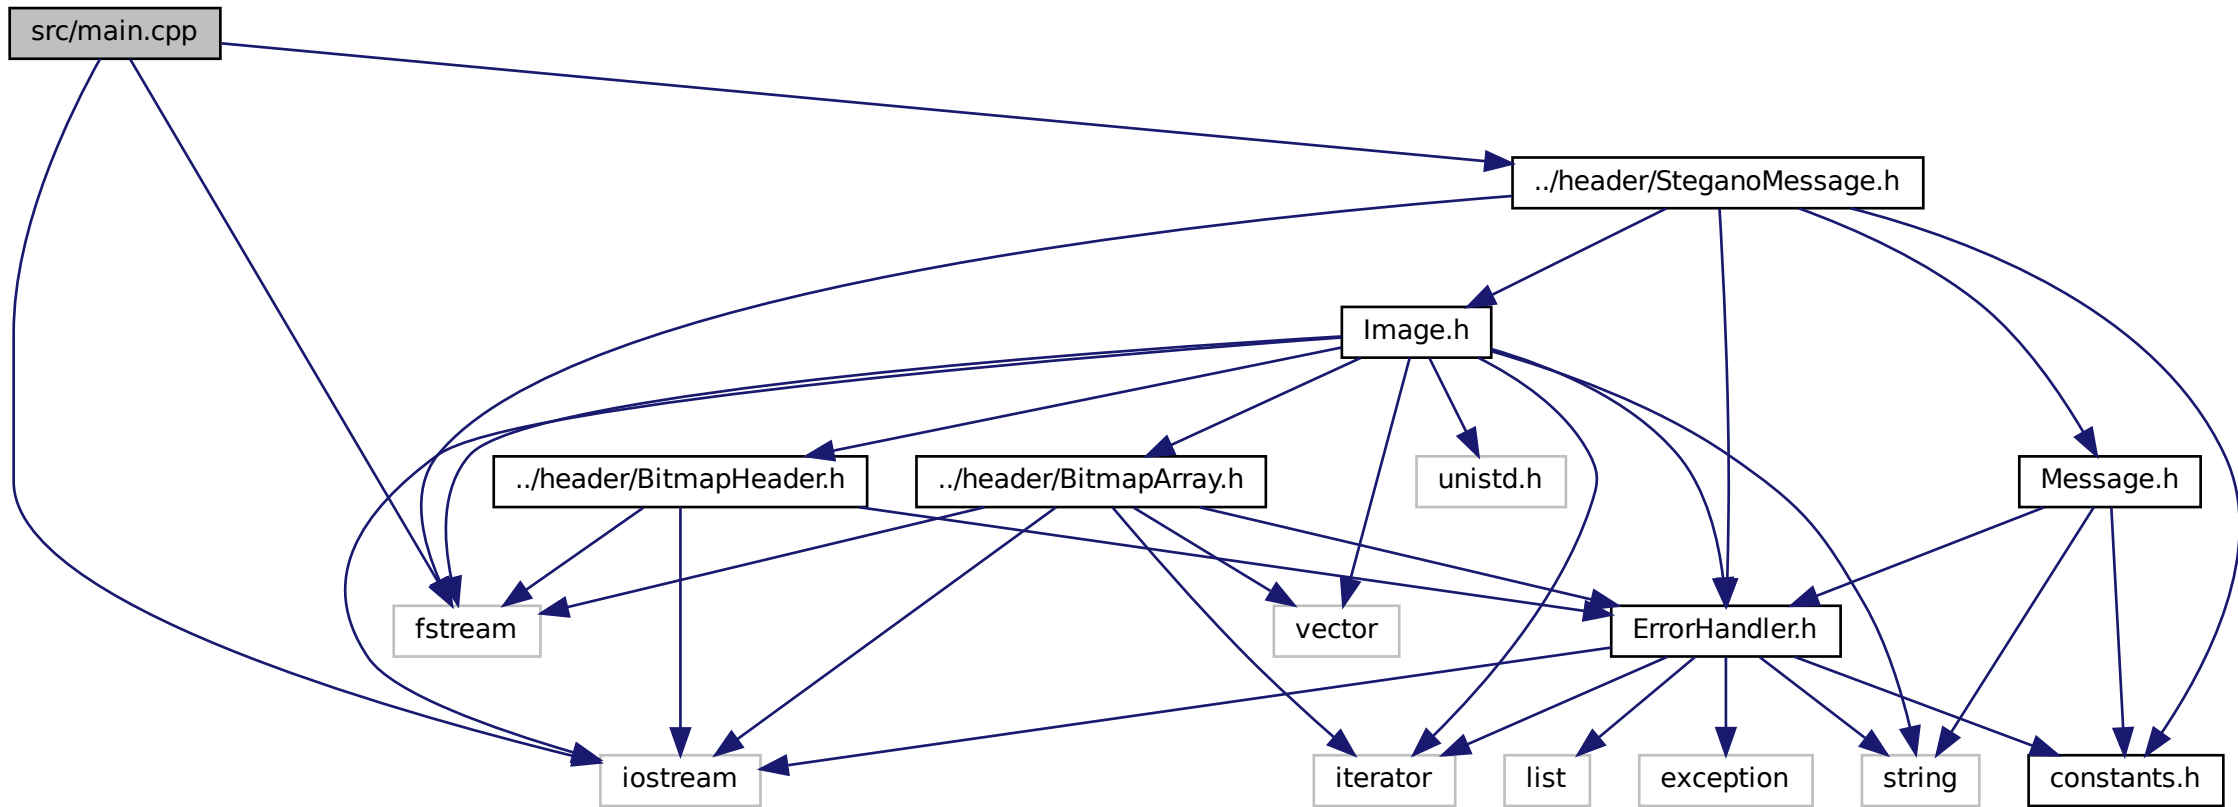 src/main.cpp
../header/SteganoMessage.h
Image.h
../header/BitmapHeader.h
../header/BitmapArray.h
unistd.h
Message.h
fstream
vector
ErrorHandler.h
iostream
iterator
list
exception
string
constants.h